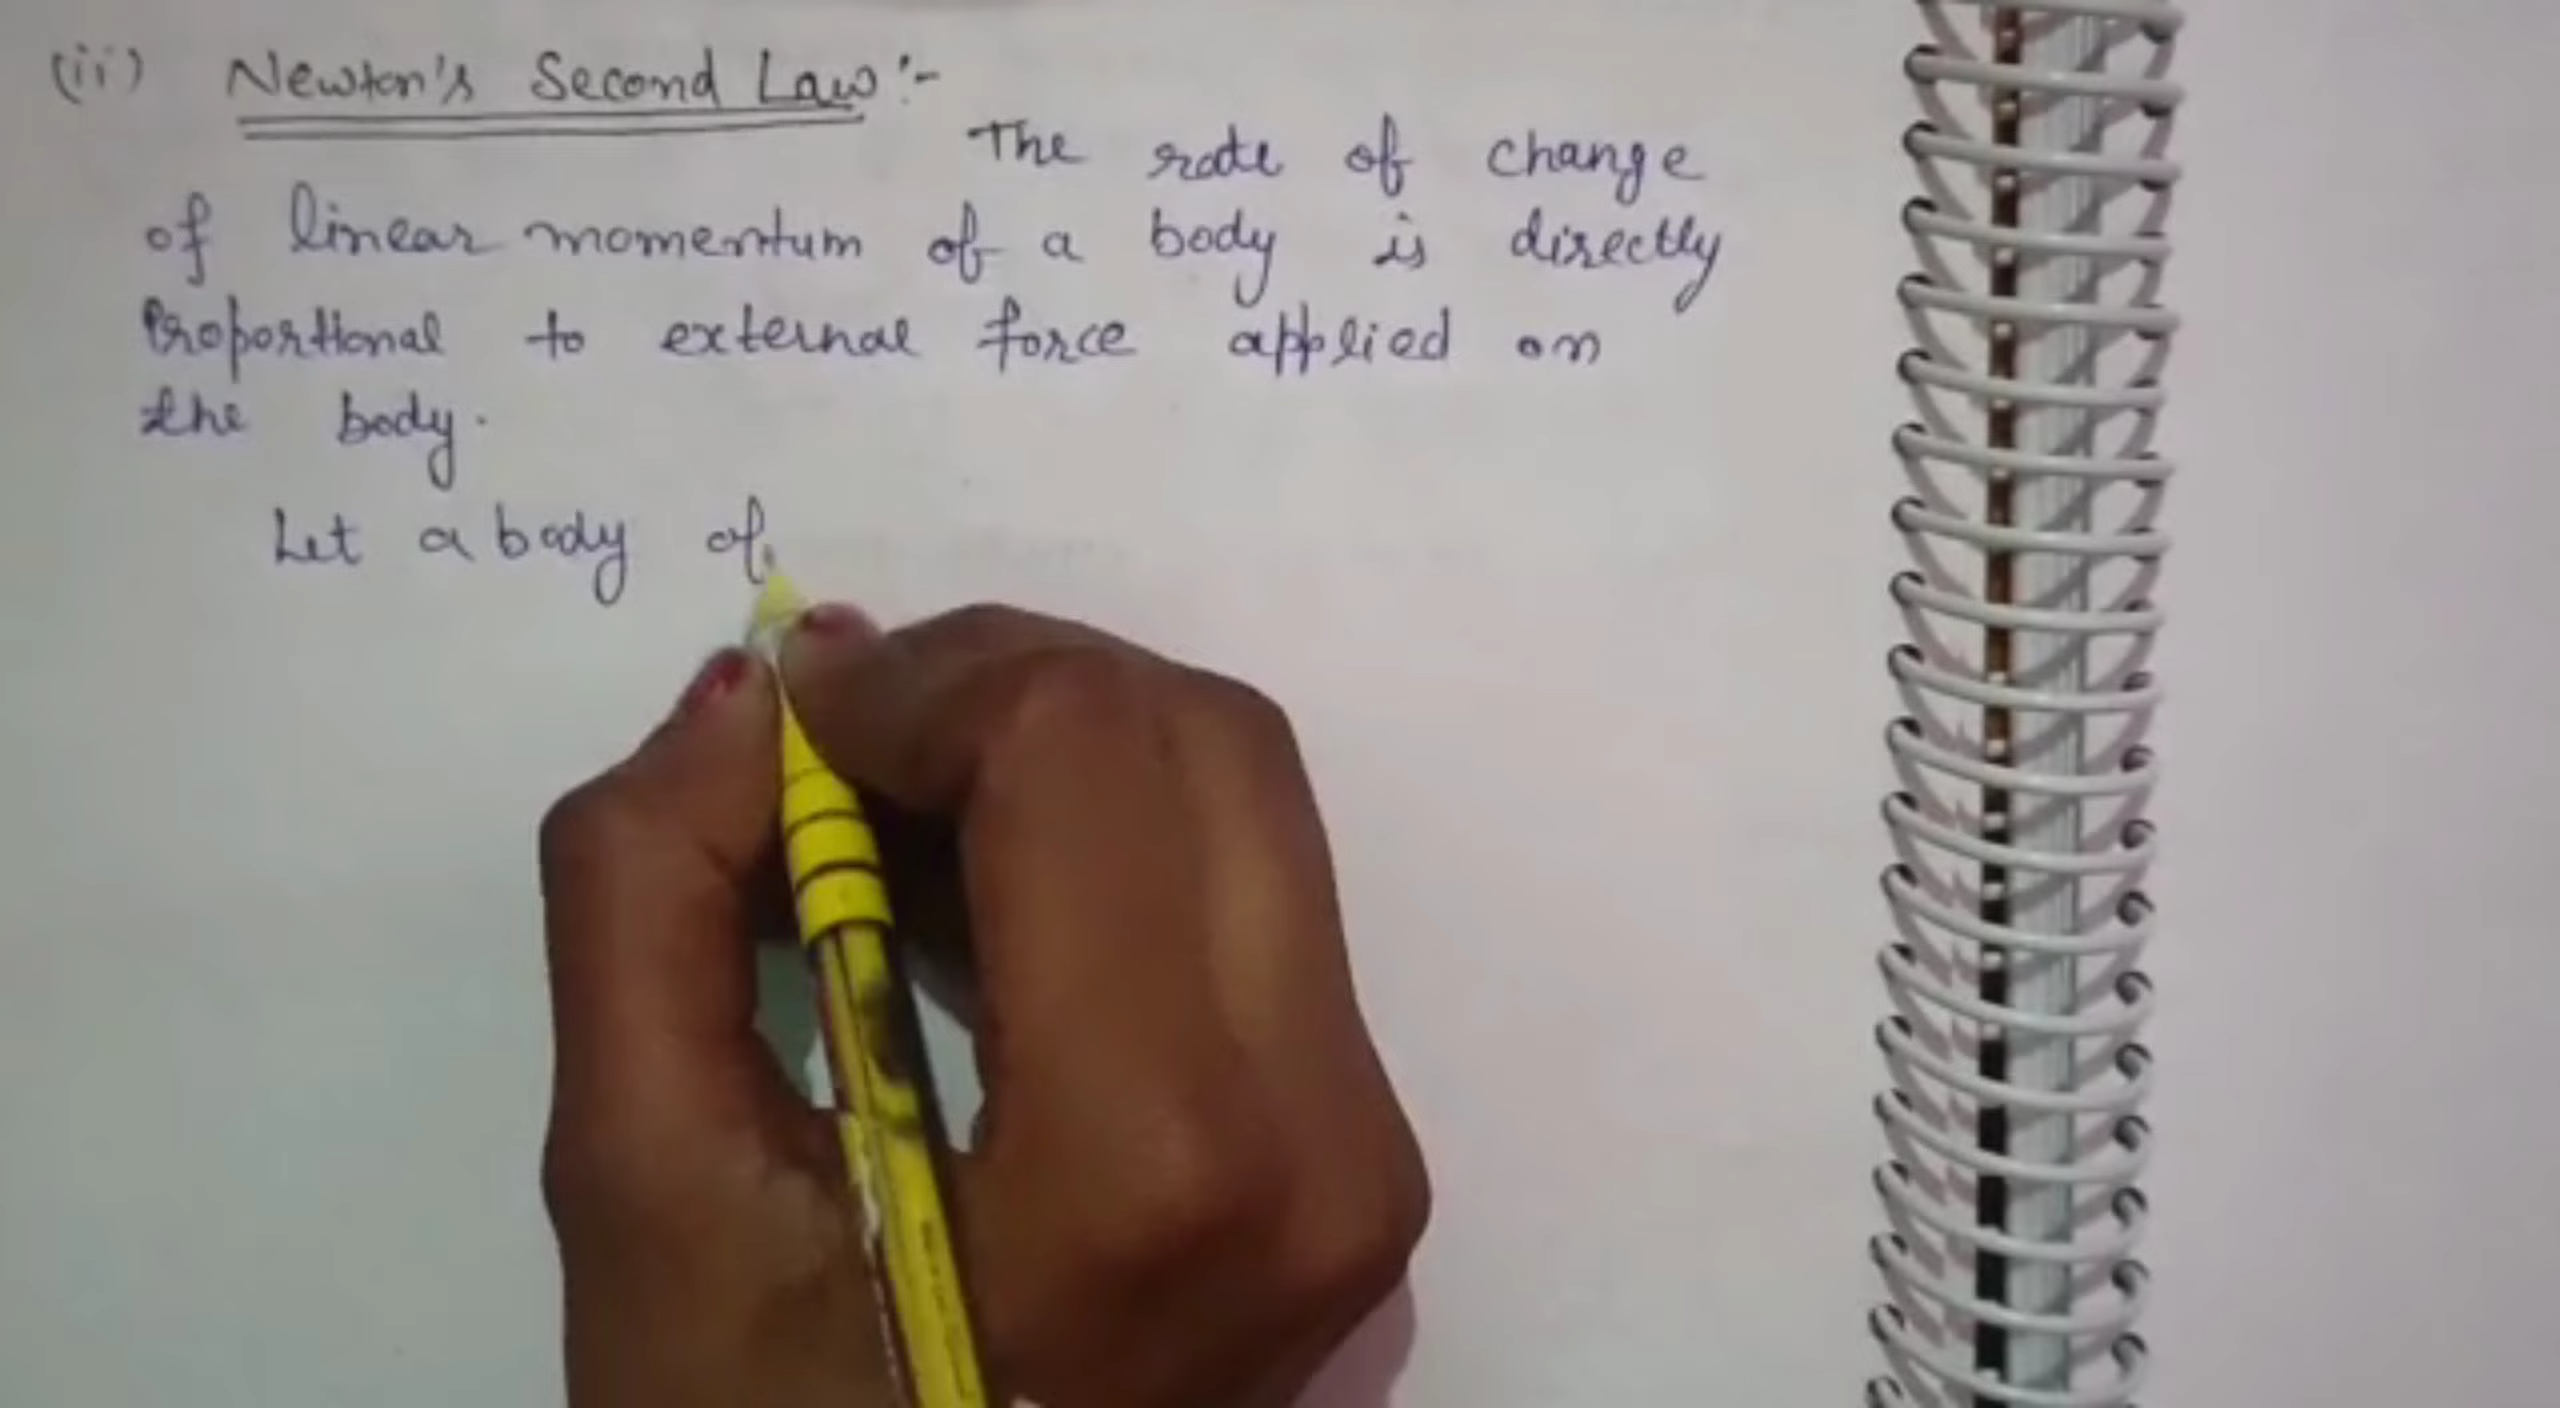 (ii) Newton's Second Law :-
The rate of change
of linear momentum of a body is directly
Proportional to external force applied on
the body.
Let a body of